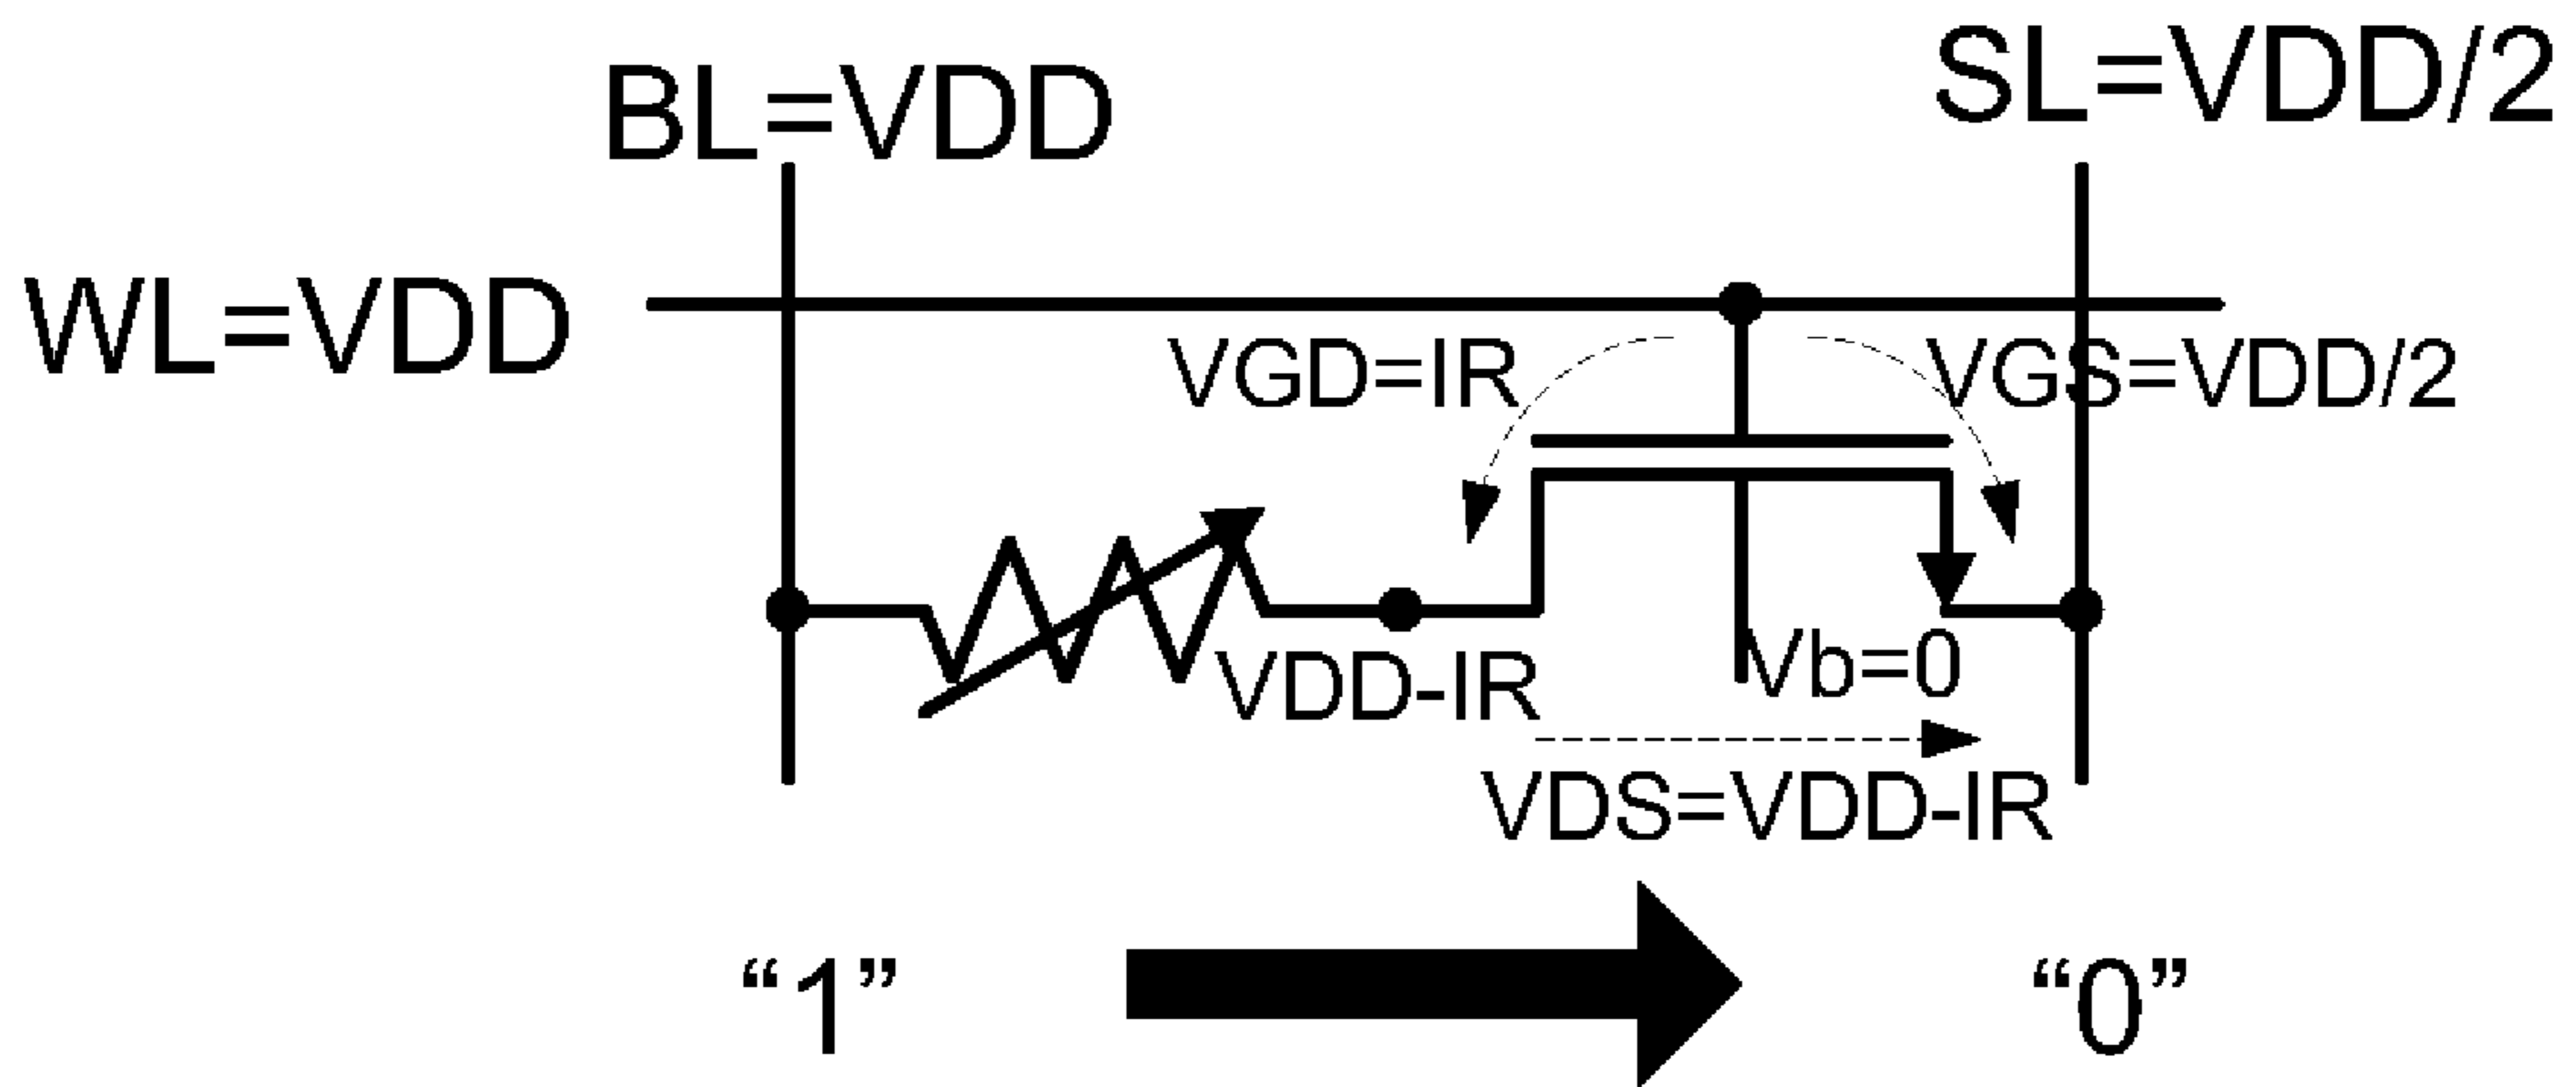 SL=VDD/2
BL=VDD
WL=VDD
VGD=IR
VGS=VDD/2
VDD-IR
Vb=0
VDS=VDD-IR
“1”
“0”